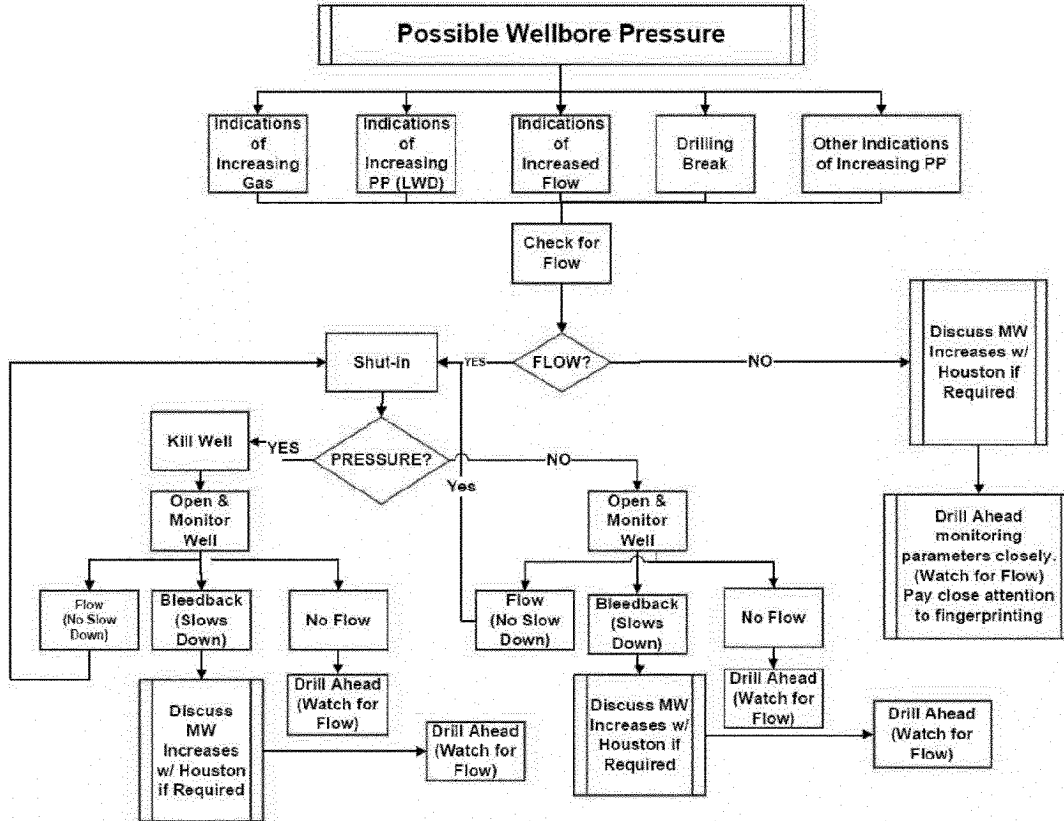 Possible Wellbore Pressure
Indications
of
Increasing
Gas
Indications
of
Increasing
PP (LWD)
Indications
of
Increased
Flow
Drilling
Break
Other Indications
of Increasing PP
Check for
Flow
Shut-in
YES
FLOW?
NO
Discuss MW
Increases w/
Houston if
Required
Kill Well
YES
PRESSURE?
NO
Yes
Open &
Monitor
Well
Open &
Monitor
Well
Drill Ahead
monitoring
parameters closely.
(Watch for Flow)
Pay close attention
to fingerprinting
Flow
(No Slow
Down)
Bleedback
(Slows
Down)
No Flow
Flow
(No Slow
Down)
Bleedback
(Slows
Down)
No Flow
Drill Ahead
(Watch for
Flow)
Drill Ahead
(Watch for
Flow)
Discuss
MW
Increases
w/ Houston
if Required
Drill Ahead
(Watch for
Flow)
Discuss MW
Increases w/
Houston if
Required
Drill Ahead
(Watch for
Flow)